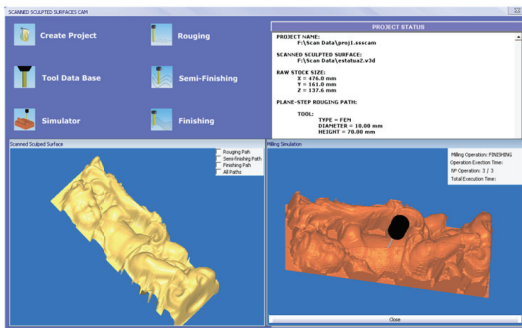 SCANNED SCULPTED SURFACES CAM
Create Project
Rouging
Tool Data Base
Semi-Finishing
Simulator
Finishing
PROJECT STATUS
PROJECT NAME:
F:\Scan Data\proj1.ssscam
SCANNED SCULPTED SURFACE:
F:\Scan Data\estatua2.v3d
RAW STOCK SIZE:
X = 476.0 mm
Y = 161.0 mm
Z = 137.6 mm
PLANE-STEP ROUGING PATH:
TOOL:
TYPE = FEM
DIAMETER = 10.00 mm
HEIGHT = 70.00 mm
Scanned Sculped Surface
Rouging Path
Semi-finishing Path
Finishing Path
All Paths
Milling Simulation
Milling Operation: FINISHING
Operation Exection Time:
Nº Operation: 3 / 3
Total Execution Time:
Close